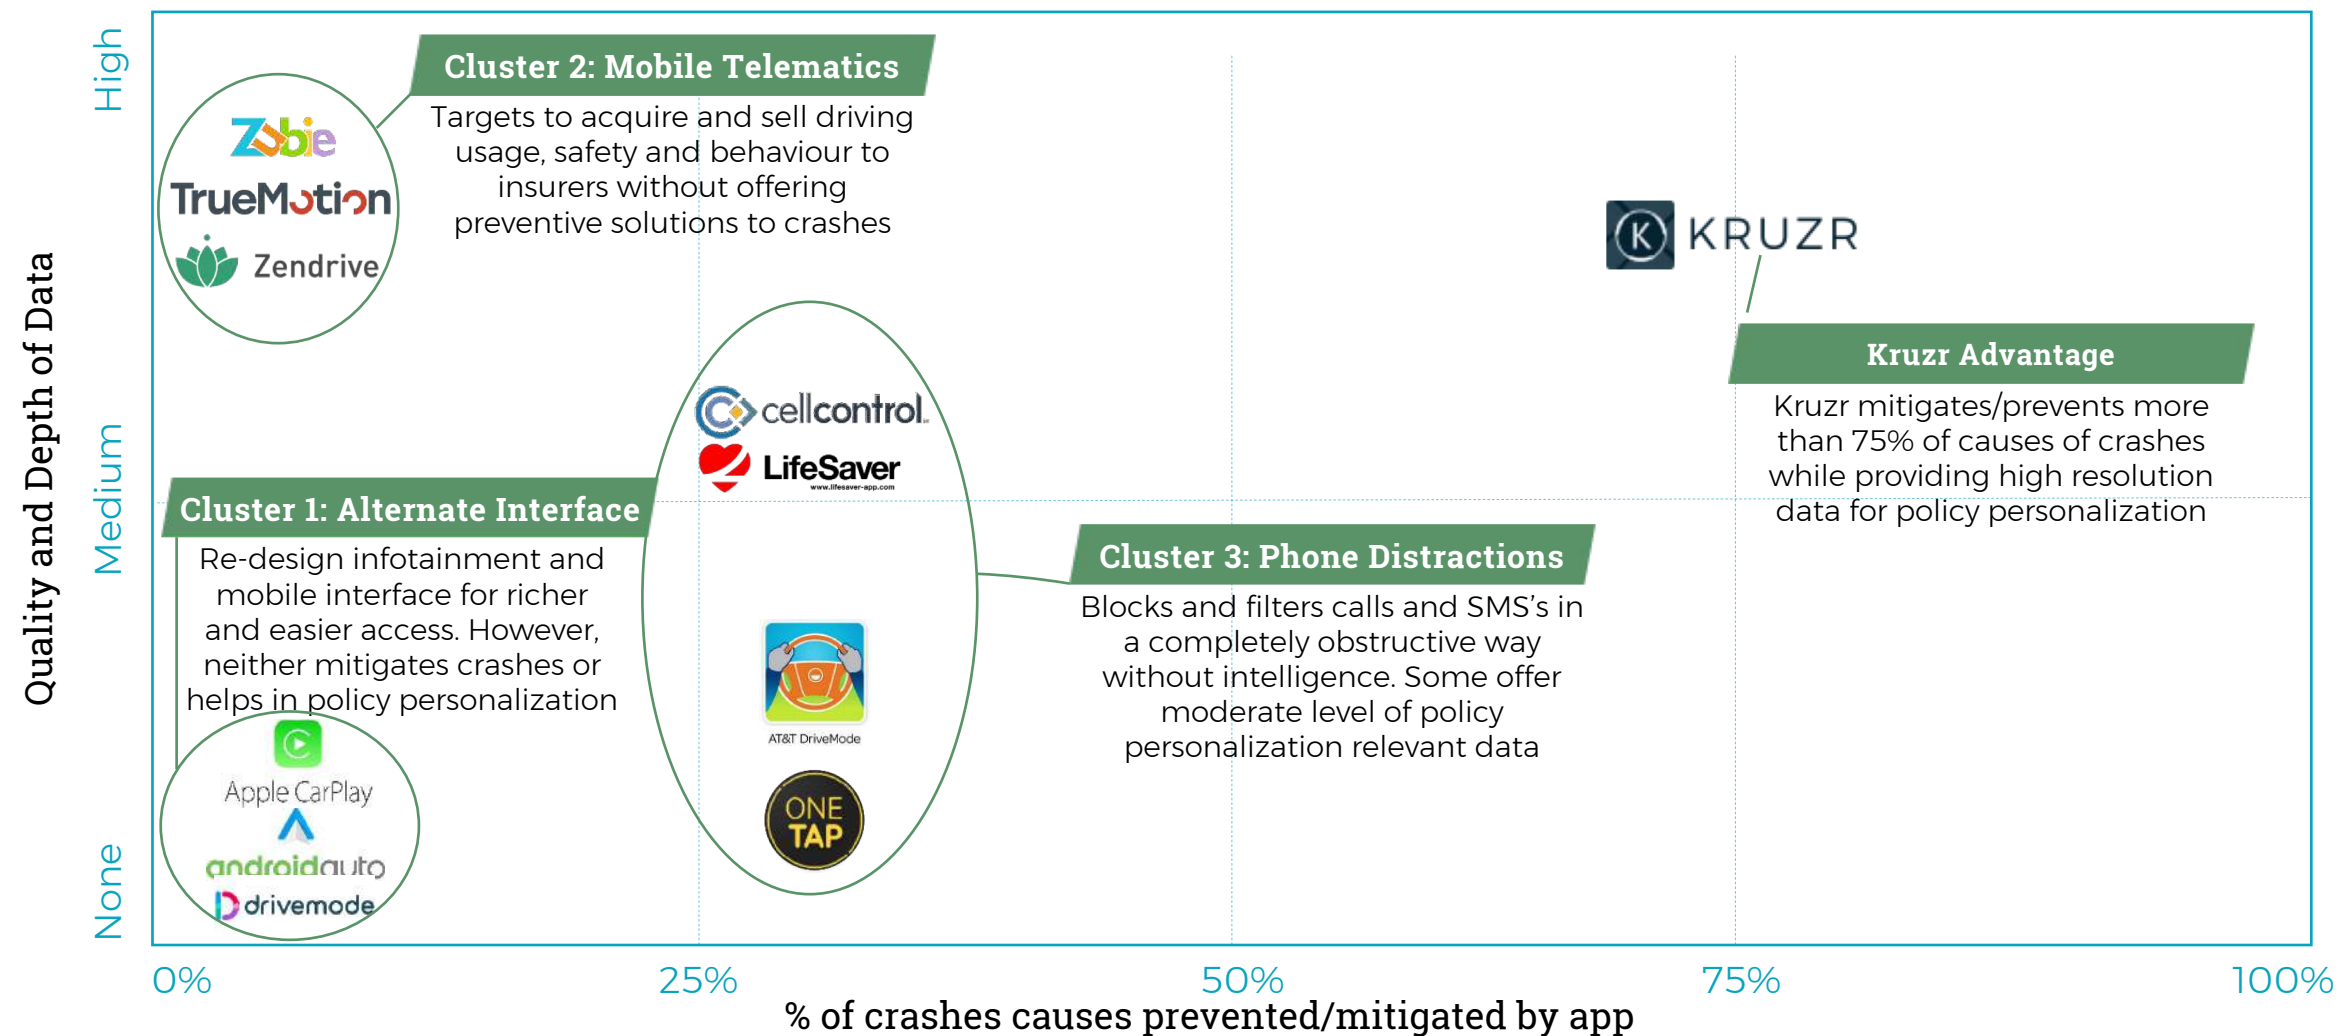 Quality and Depth of Data
High
Medium
None
Cluster 2: Mobile Telematics
Targets to acquire and sell driving
usage, safety and behaviour to
insurers without offering
preventive solutions to crashes
Zubie
TrueMotion
Zendrive
K KRUZR
Kruzr Advantage
Kruzr mitigates/prevents more
than 75% of causes of crashes
while providing high resolution
data for policy personalization
cellcontrol
LifeSaver
www.lifesaver-app.com
AT&T DriveMode
ONE
TAP
Cluster 1: Alternate Interface
Re-design infotainment and
mobile interface for richer
and easier access. However,
neither mitigates crashes or
helps in policy personalization
Apple CarPlay
androidauto
drivemode
Cluster 3: Phone Distractions
Blocks and filters calls and SMS’s in
a completely obstructive way
without intelligence. Some offer
moderate level of policy
personalization relevant data
0%
25%
50%
75%
100%
% of crashes causes prevented/mitigated by app